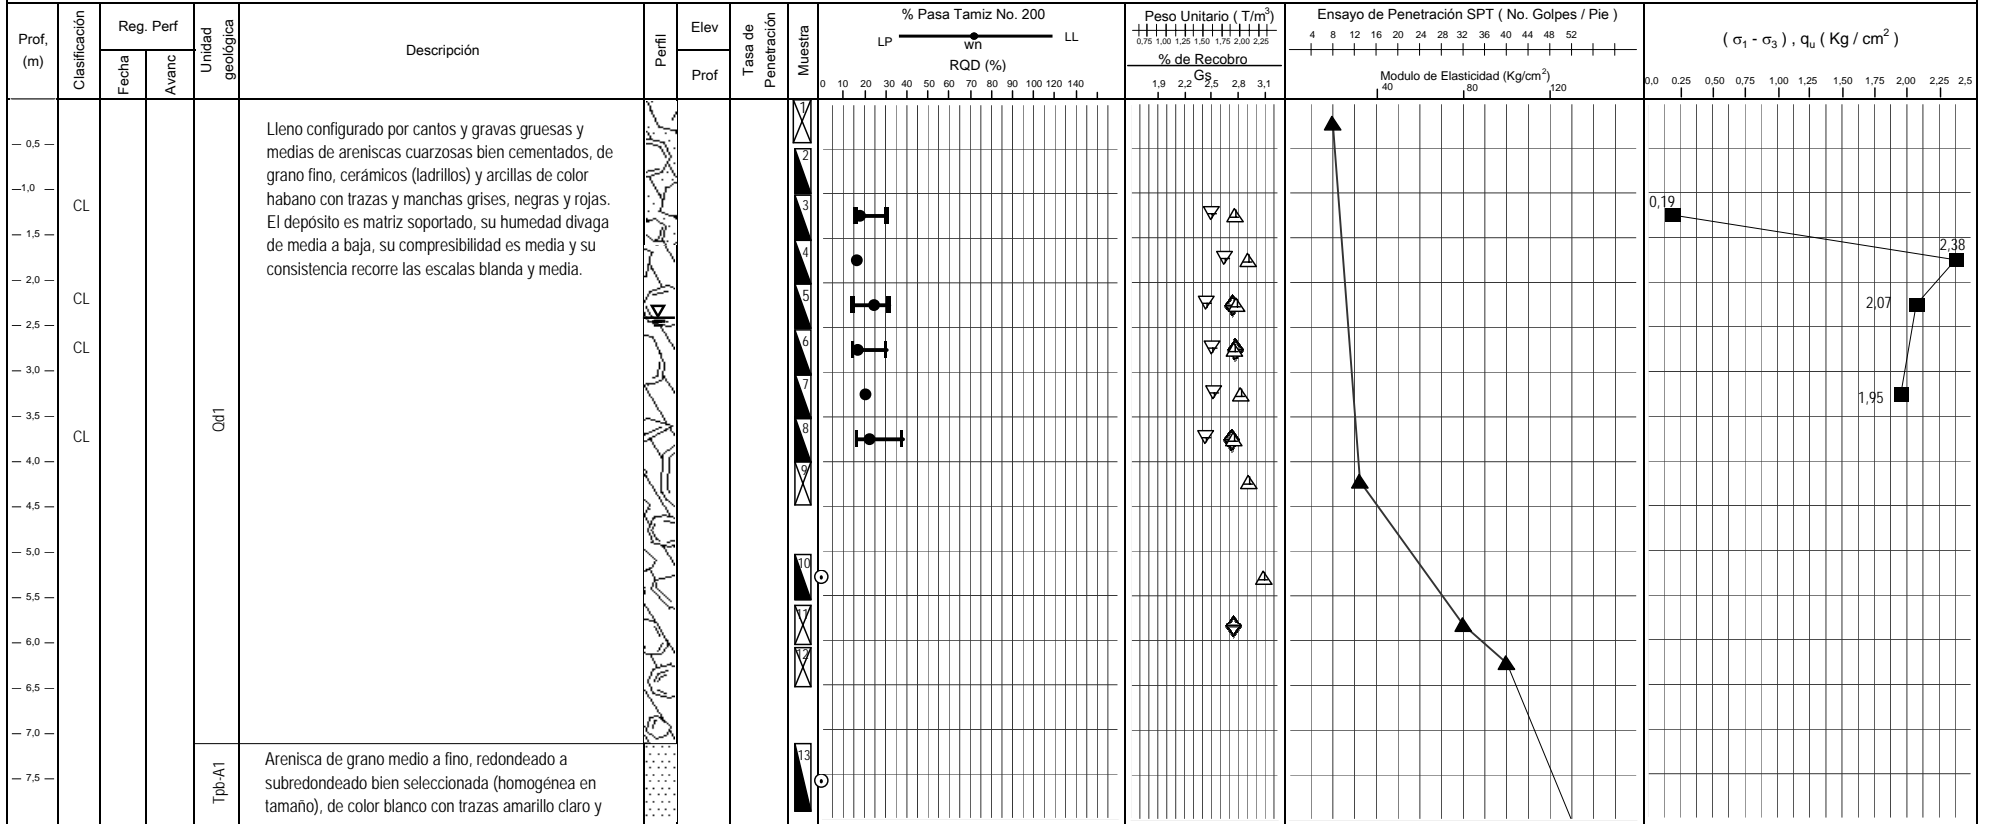 Prof,
(m)
Clasificación
Reg. Perf
Fecha
Avanc
Unidad
geológica
Descripción
Perfil
Elev
Prof
Tasa de
Penetración
Muestra
% Pasa Tamiz No. 200
LP wn LL
RQD (%)
0 10 20 30 40 50 60 70 80 90 100 120 140
Peso Unitario ( T/m3)
0,75 1,00 1,25 1,50 1,75 2,00 2,25
% de Recobro
Gs
1,9 2,2 2,5 2,8 3,1
Ensayo de Penetración SPT ( No. Golpes / Pie )
4 8 12 16 20 24 28 32 36 40 44 48 52
Modulo de Elasticidad (Kg/cm2)
40 80 120
( σ1 - σ3 ) , qu ( Kg / cm2 )
0,0 0,25 0,50 0,75 1,00 1,25 1,50 1,75 2,00 2,25 2,5
0,5
1,0
1,5
2,0
2,5
3,0
3,5
4,0
4,5
5,0
5,5
6,0
6,5
7,0
7,5
CL
CL
CL
CL
Qd1
Tpb-A1
Lleno configurado por cantos y gravas gruesas y
medias de areniscas cuarzosas bien cementados, de
grano fino, cerámicos (ladrillos) y arcillas de color
habano con trazas y manchas grises, negras y rojas.
El depósito es matriz soportado, su humedad divaga
de media a baja, su compresibilidad es media y su
consistencia recorre las escalas blanda y media.
Arenisca de grano medio a fino, redondeado a
subredondeado bien seleccionada (homogénea en
tamaño), de color blanco con trazas amarillo claro y
1
2
3
4
5
6
7
8
9
10
11
12
13
0,19
2,38
2,07
1,95